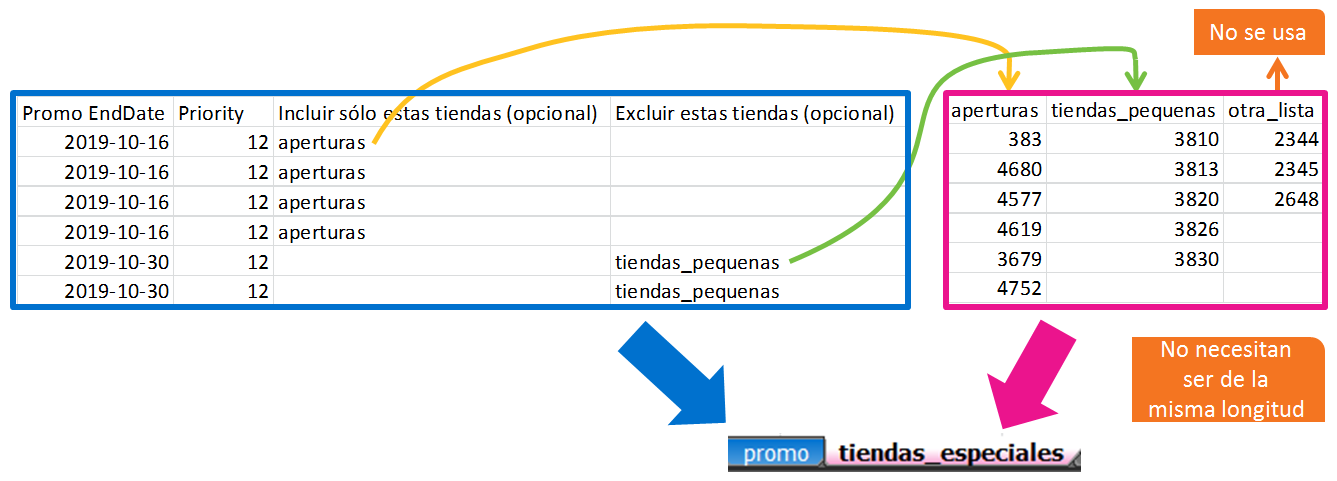 No se usa
Promo EndDate Priority Incluir sólo estas tiendas (opcional) Excluir estas tiendas (opcional)
2019-10-16 12 aperturas
2019-10-16 12 aperturas
2019-10-16 12 aperturas
2019-10-16 12 aperturas
2019-10-30 12 tiendas_pequenas
2019-10-30 12 tiendas_pequenas
aperturas tiendas_pequenas otra_lista
383 3810 2344
4680 3813 2345
4577 3820 2648
4619 3826
3679 3830
4752
No necesitan
ser de la
misma longitud
promo tiendas_especiales